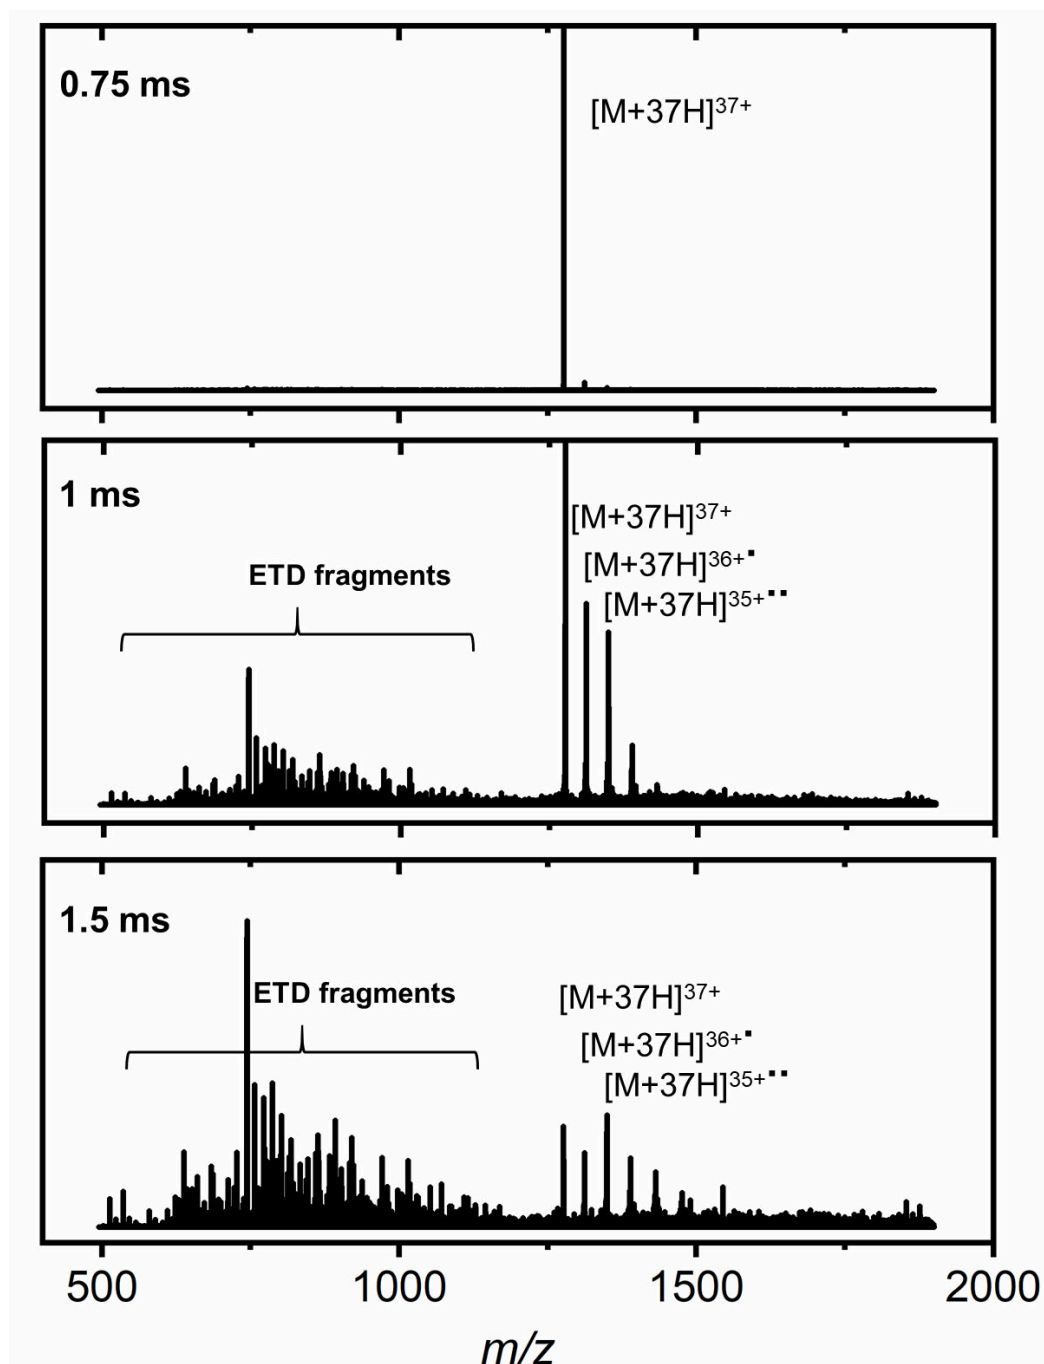 0.75 ms
[M+37H]³⁷⁺
1 ms
[M+37H]³⁷⁺
[M+37H]³⁶⁺▪
ETD fragments
[M+37H]³⁵⁺▪▪
1.5 ms
ETD fragments
[M+37H]³⁷⁺
[M+37H]³⁶⁺▪
[M+37H]³⁵⁺▪▪
500 1000 1500 2000
m/z